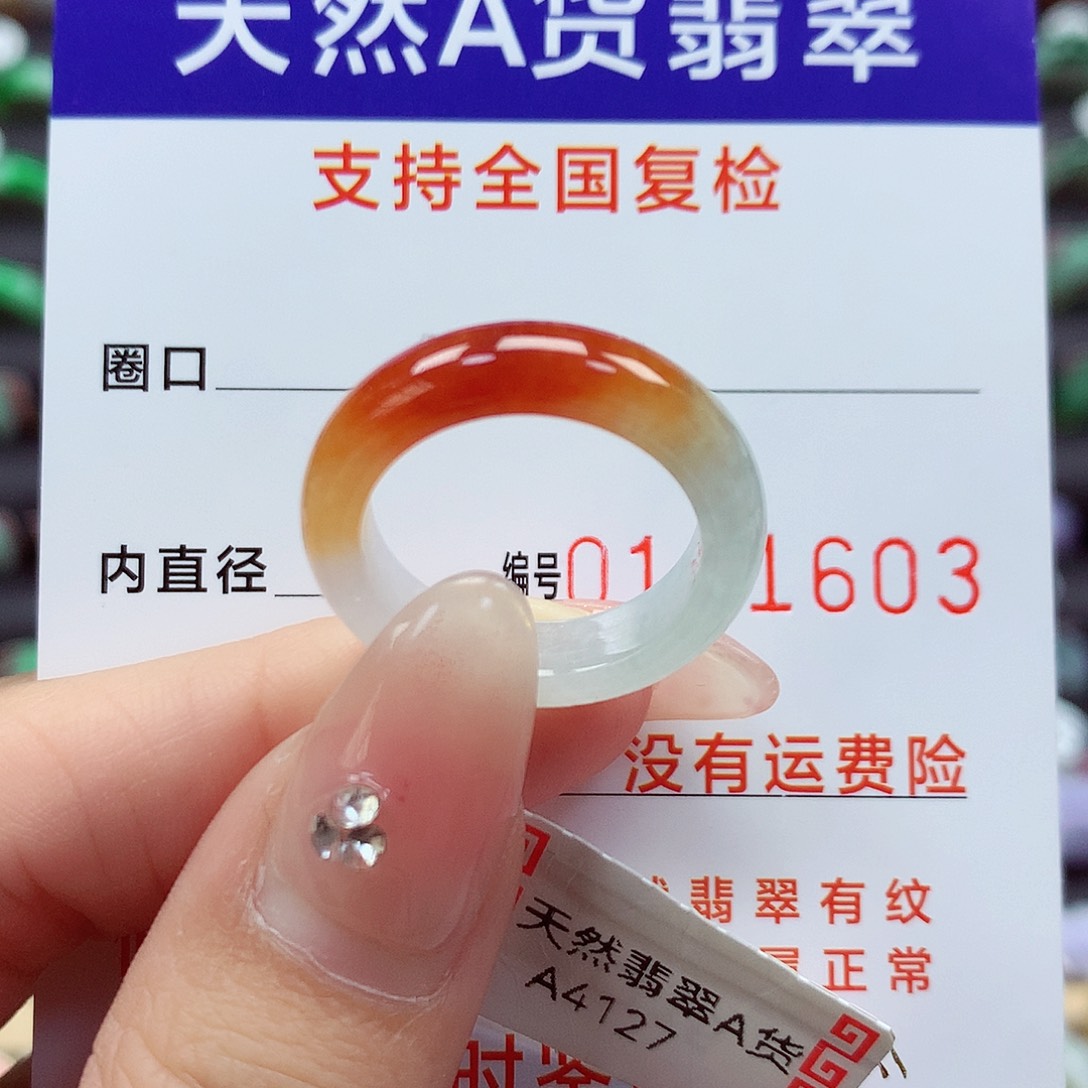 天然A货翡翠
支持全国复检
圈口
内直径
编号 01 1603
没有运费险
翡翠有纹
正常
天然翡翠A货
A4127